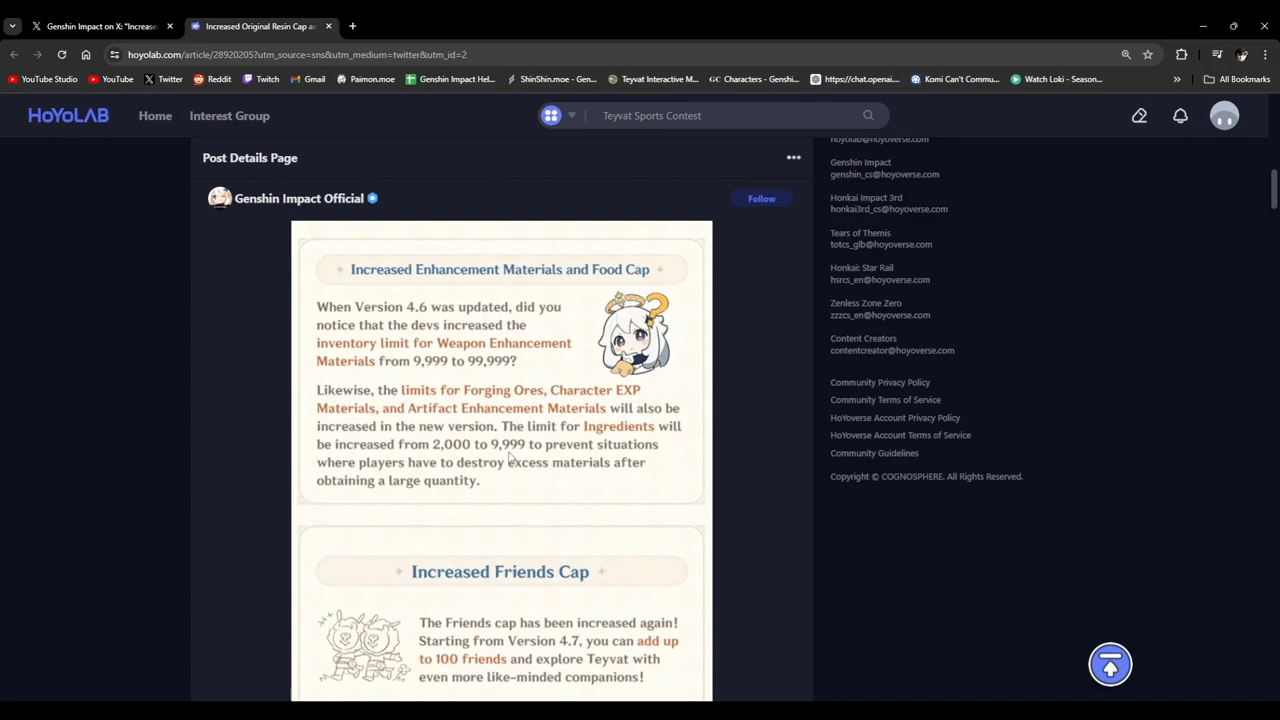 Genshin Impact on X: "Increase
Increased Original Resin Cap an
hoyolab.com/article/28920205?utm_source=sns&utm_medium=twitter&utm_id=2
YouTube Studio
YouTube
Twitter
Reddit
Twitch
Gmail
Paimon.moe
Genshin Impact Hel...
ShinShin.moe - Gen...
Teyvat Interactive M...
GC Characters - Genshi...
https://chat.openai....
Komi Can't Commu...
Watch Loki - Season...
All Bookmarks
HoYoLAB
Home
Interest Group
Teyvat Sports Contest
Post Details Page
Genshin Impact Official
Follow
Increased Enhancement Materials and Food Cap
When Version 4.6 was updated, did you
notice that the devs increased the
inventory limit for Weapon Enhancement
Materials from 9,999 to 99,999?
Likewise, the limits for Forging Ores, Character EXP
Materials, and Artifact Enhancement Materials will also be
increased in the new version. The limit for Ingredients will
be increased from 2,000 to 9,999 to prevent situations
where players have to destroy excess materials after
obtaining a large quantity.
Increased Friends Cap
The Friends cap has been increased again!
Starting from Version 4.7, you can add up
to 100 friends and explore Teyvat with
even more like-minded companions!
hoyolab@hoyoverse.com
Genshin Impact
genshin_cs@hoyoverse.com
Honkai Impact 3rd
honkai3rd_cs@hoyoverse.com
Tears of Themis
totcs_glb@hoyoverse.com
Honkai: Star Rail
hsrcs_en@hoyoverse.com
Zenless Zone Zero
zzzcs_en@hoyoverse.com
Content Creators
contentcreator@hoyoverse.com
Community Privacy Policy
Community Terms of Service
HoYoverse Account Privacy Policy
HoYoverse Account Terms of Service
Community Guidelines
Copyright © COGNOSPHERE. All Rights Reserved.